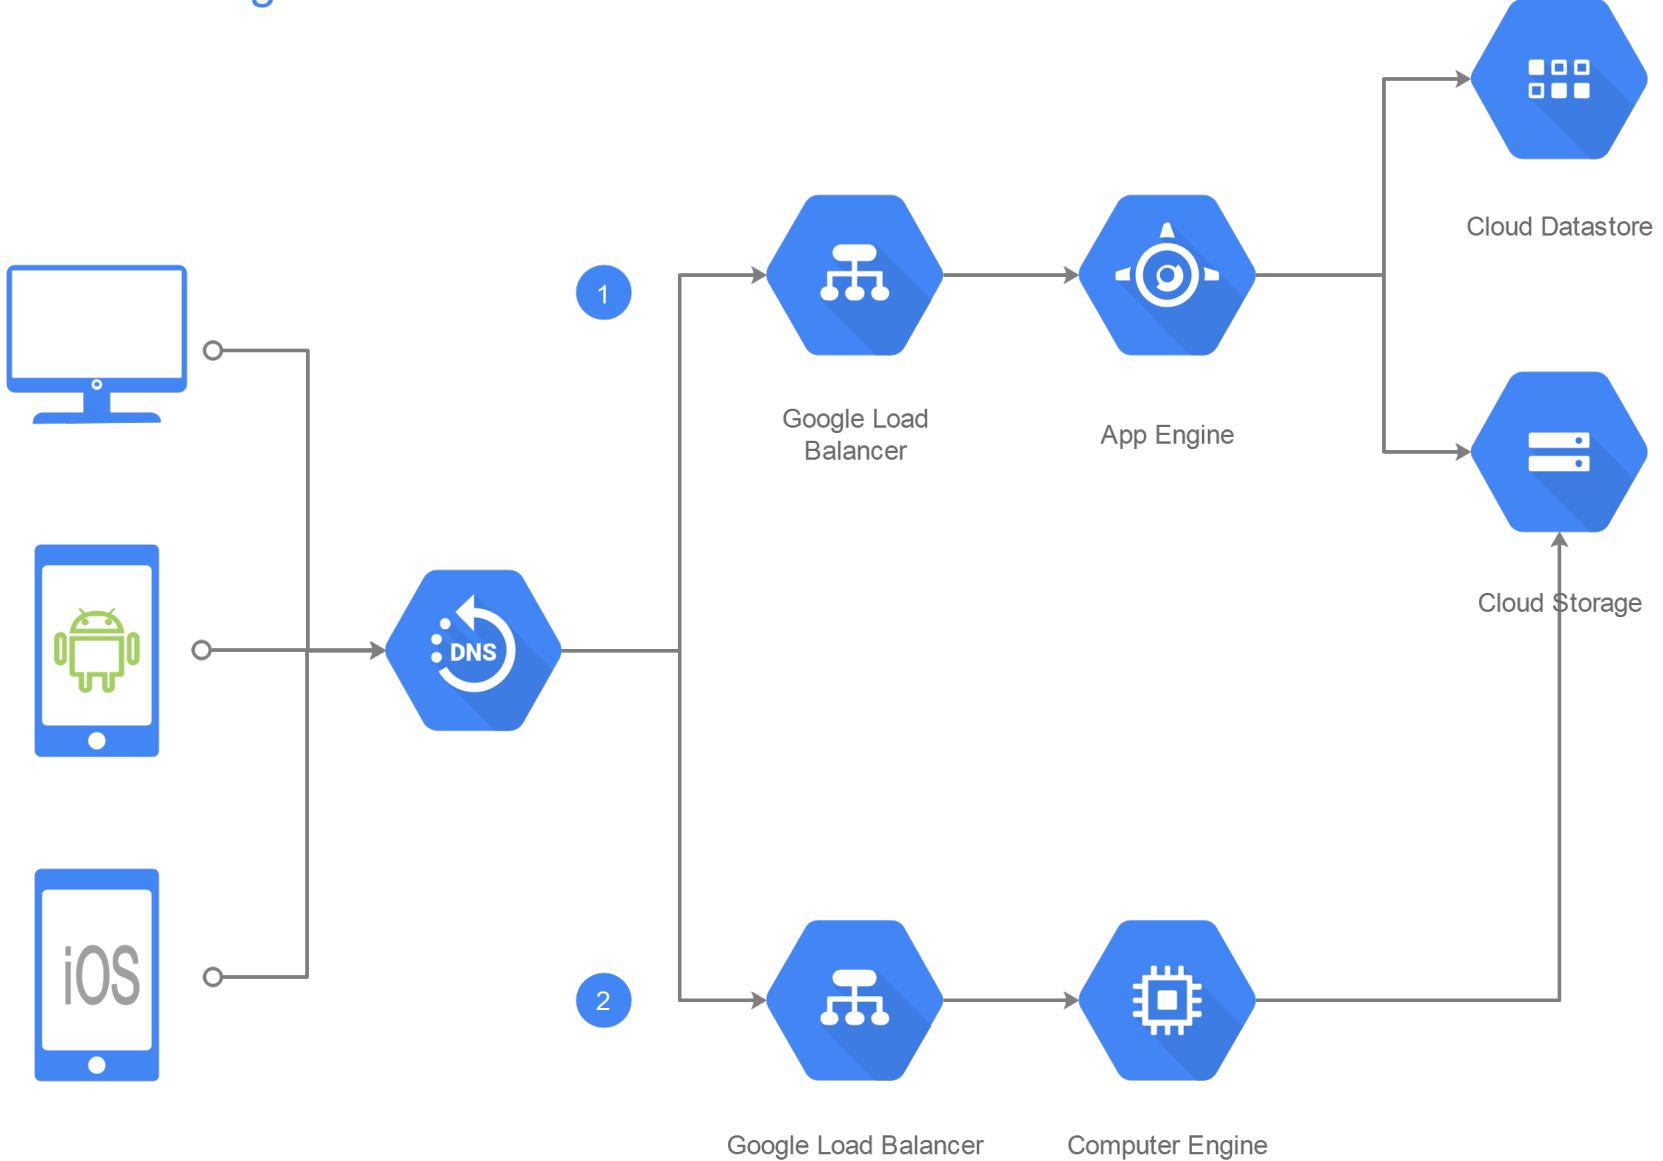 Cloud Datastore
1
Google Load
Balancer
App Engine
DNS
Cloud Storage
iOS
2
Google Load Balancer
Computer Engine